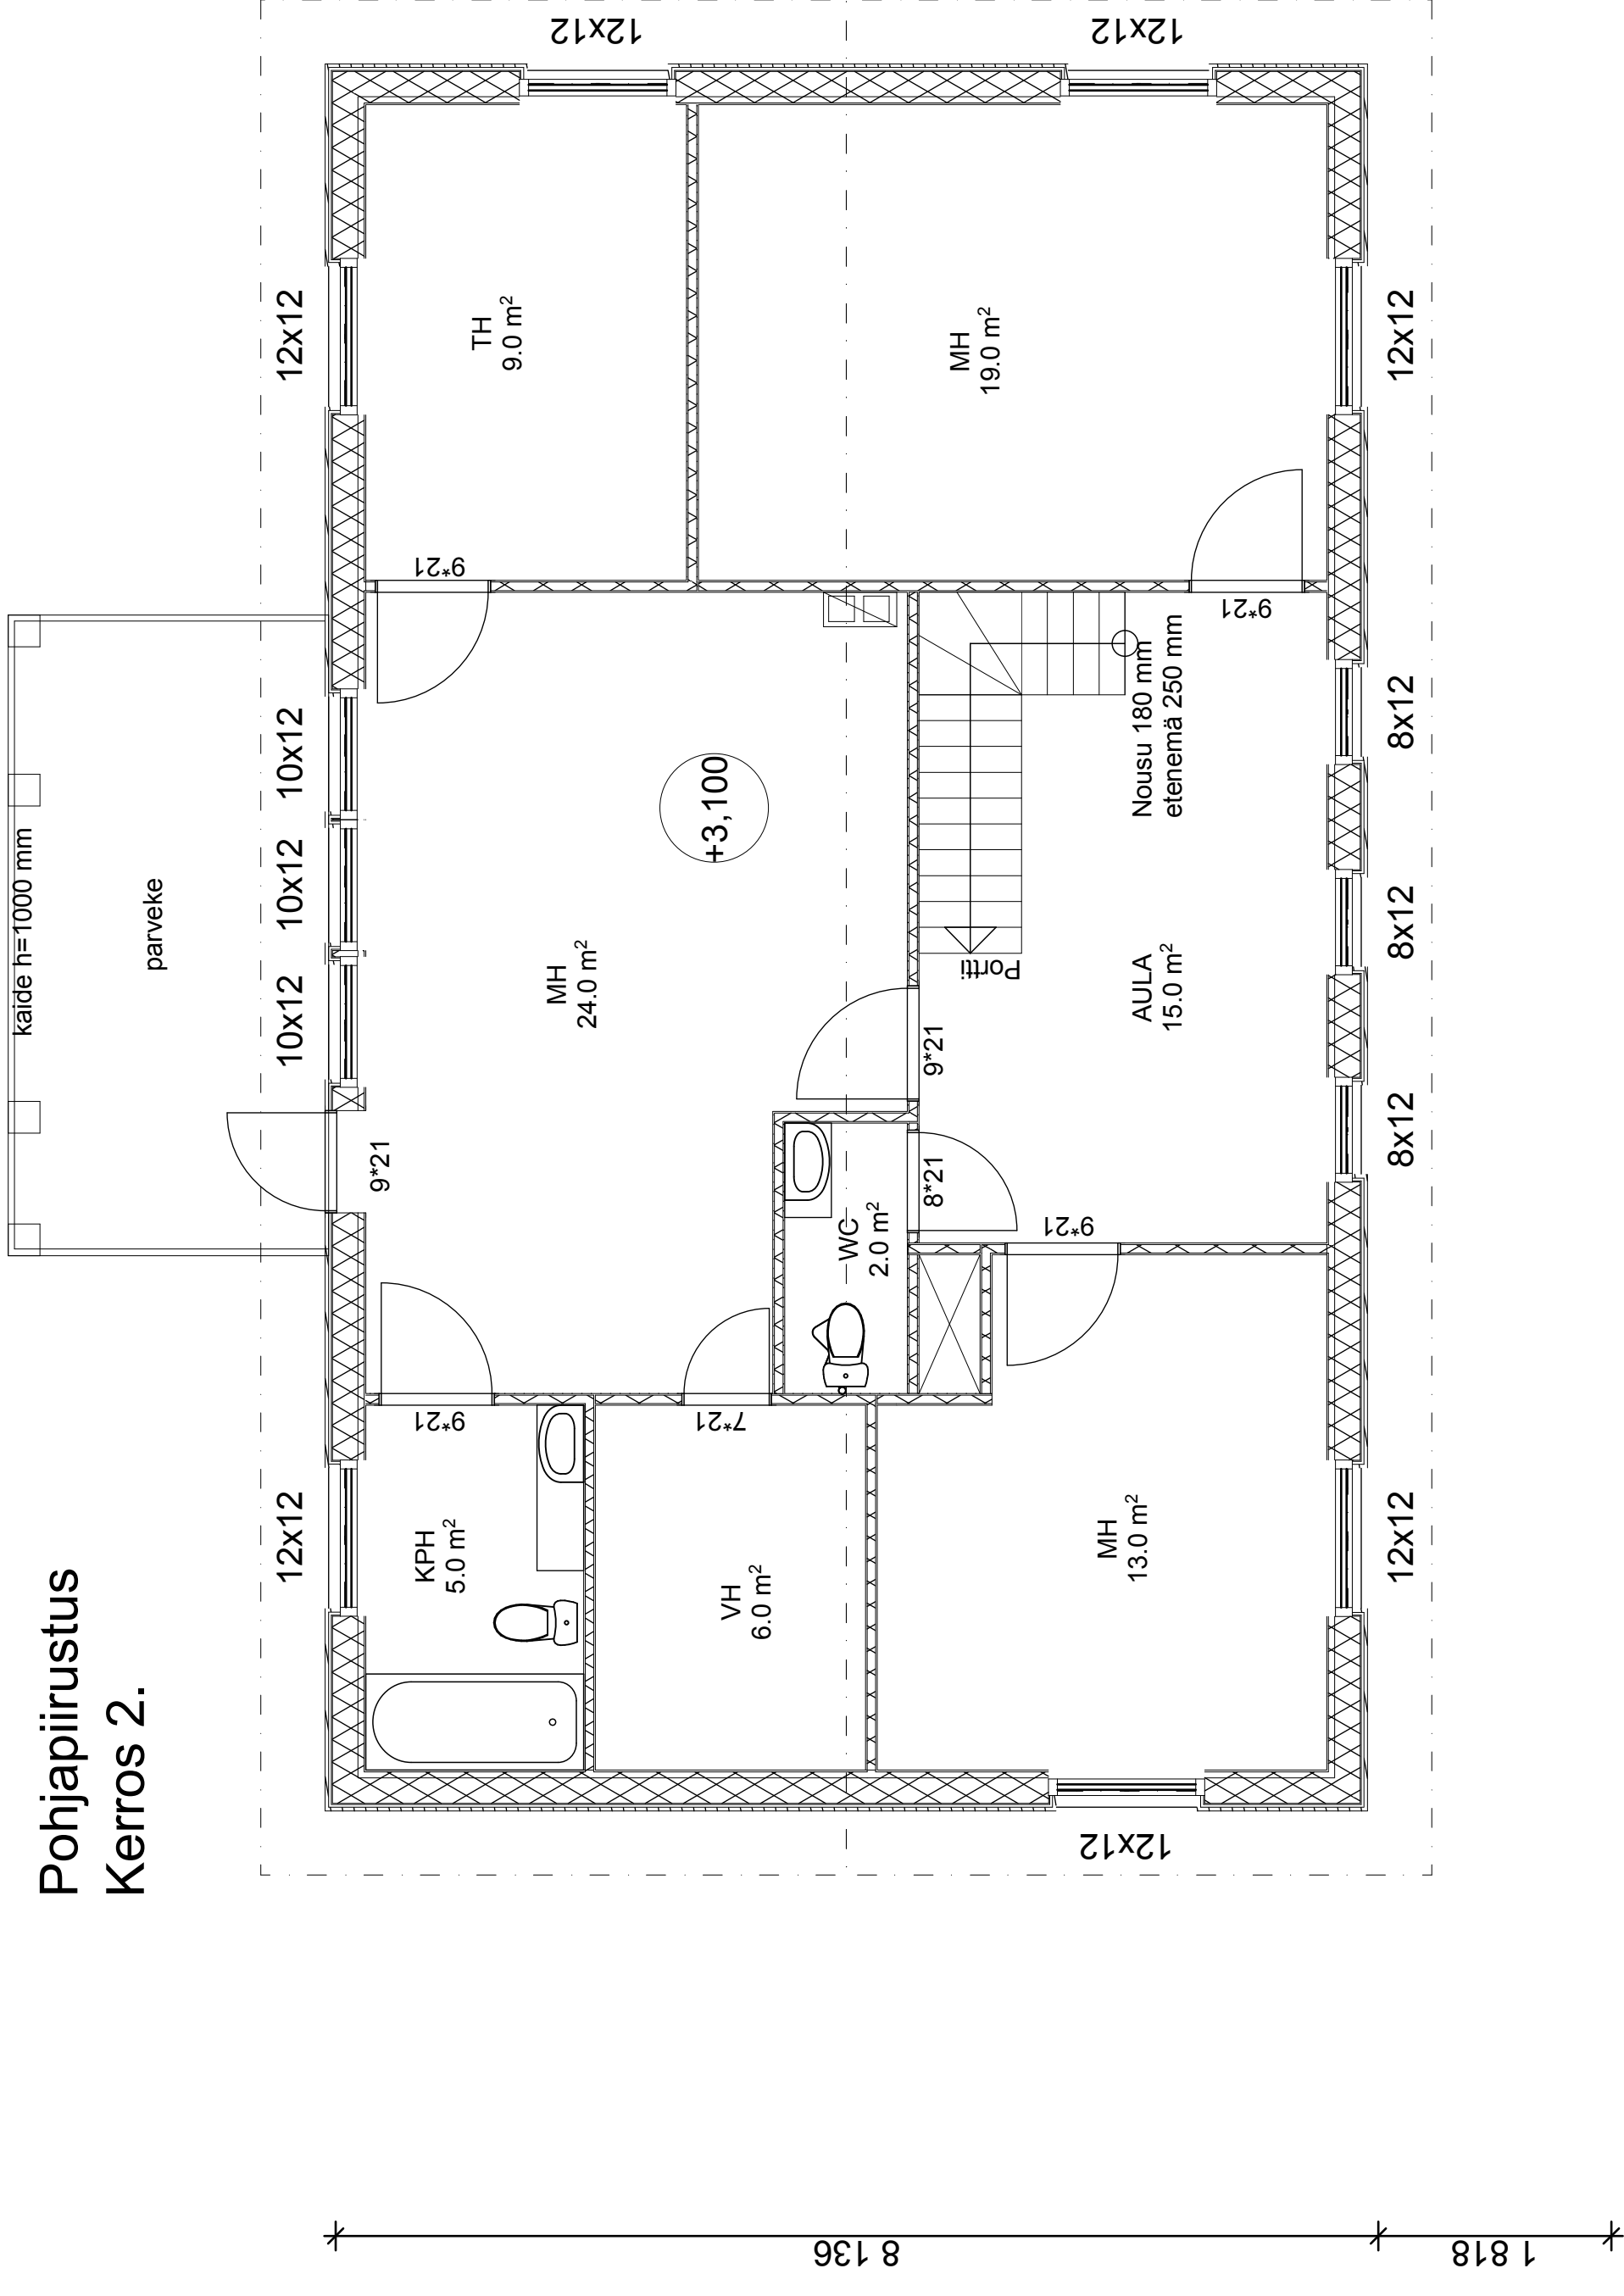 Pohjapiirustus
Kerros 2.
kaide h=1000 mm
parveke
12x12
10x12
10x12
10x12
12x12
9*21
KPH
5.0 m²
9*21
MH
24.0 m²
+3,100
9*21
TH
9.0 m²
12x12
VH
6.0 m²
7*21
WC
2.0 m²
8*21
9*21
Portti
MH
13.0 m²
9*21
AULA
15.0 m²
Nousu 180 mm
etenemä 250 mm
9*21
MH
19.0 m²
12x12
12x12
12x12
8x12
8x12
8x12
12x12
8 136
1 818